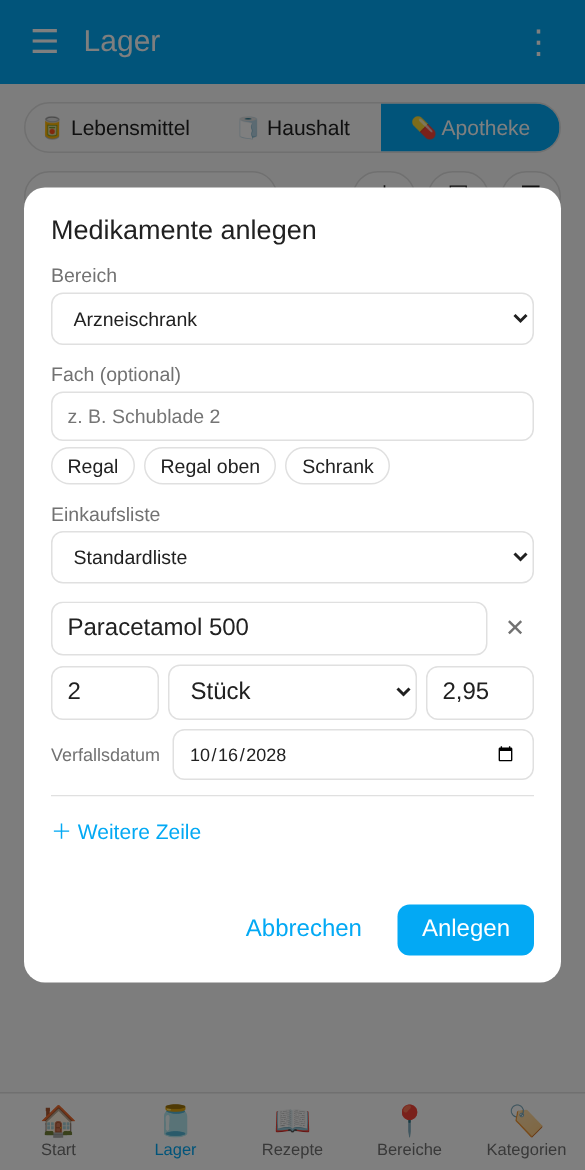 Lager
Lebensmittel Haushalt Apotheke
Medikamente anlegen
Bereich
Arzneischrank
Fach (optional)
z. B. Schublade 2
Regal Regal oben Schrank
Einkaufsliste
Standardliste
Paracetamol 500
2 Stück 2,95
Verfallsdatum 10/16/2028
+ Weitere Zeile
Abbrechen Anlegen
Start Lager Rezepte Bereiche Kategorien